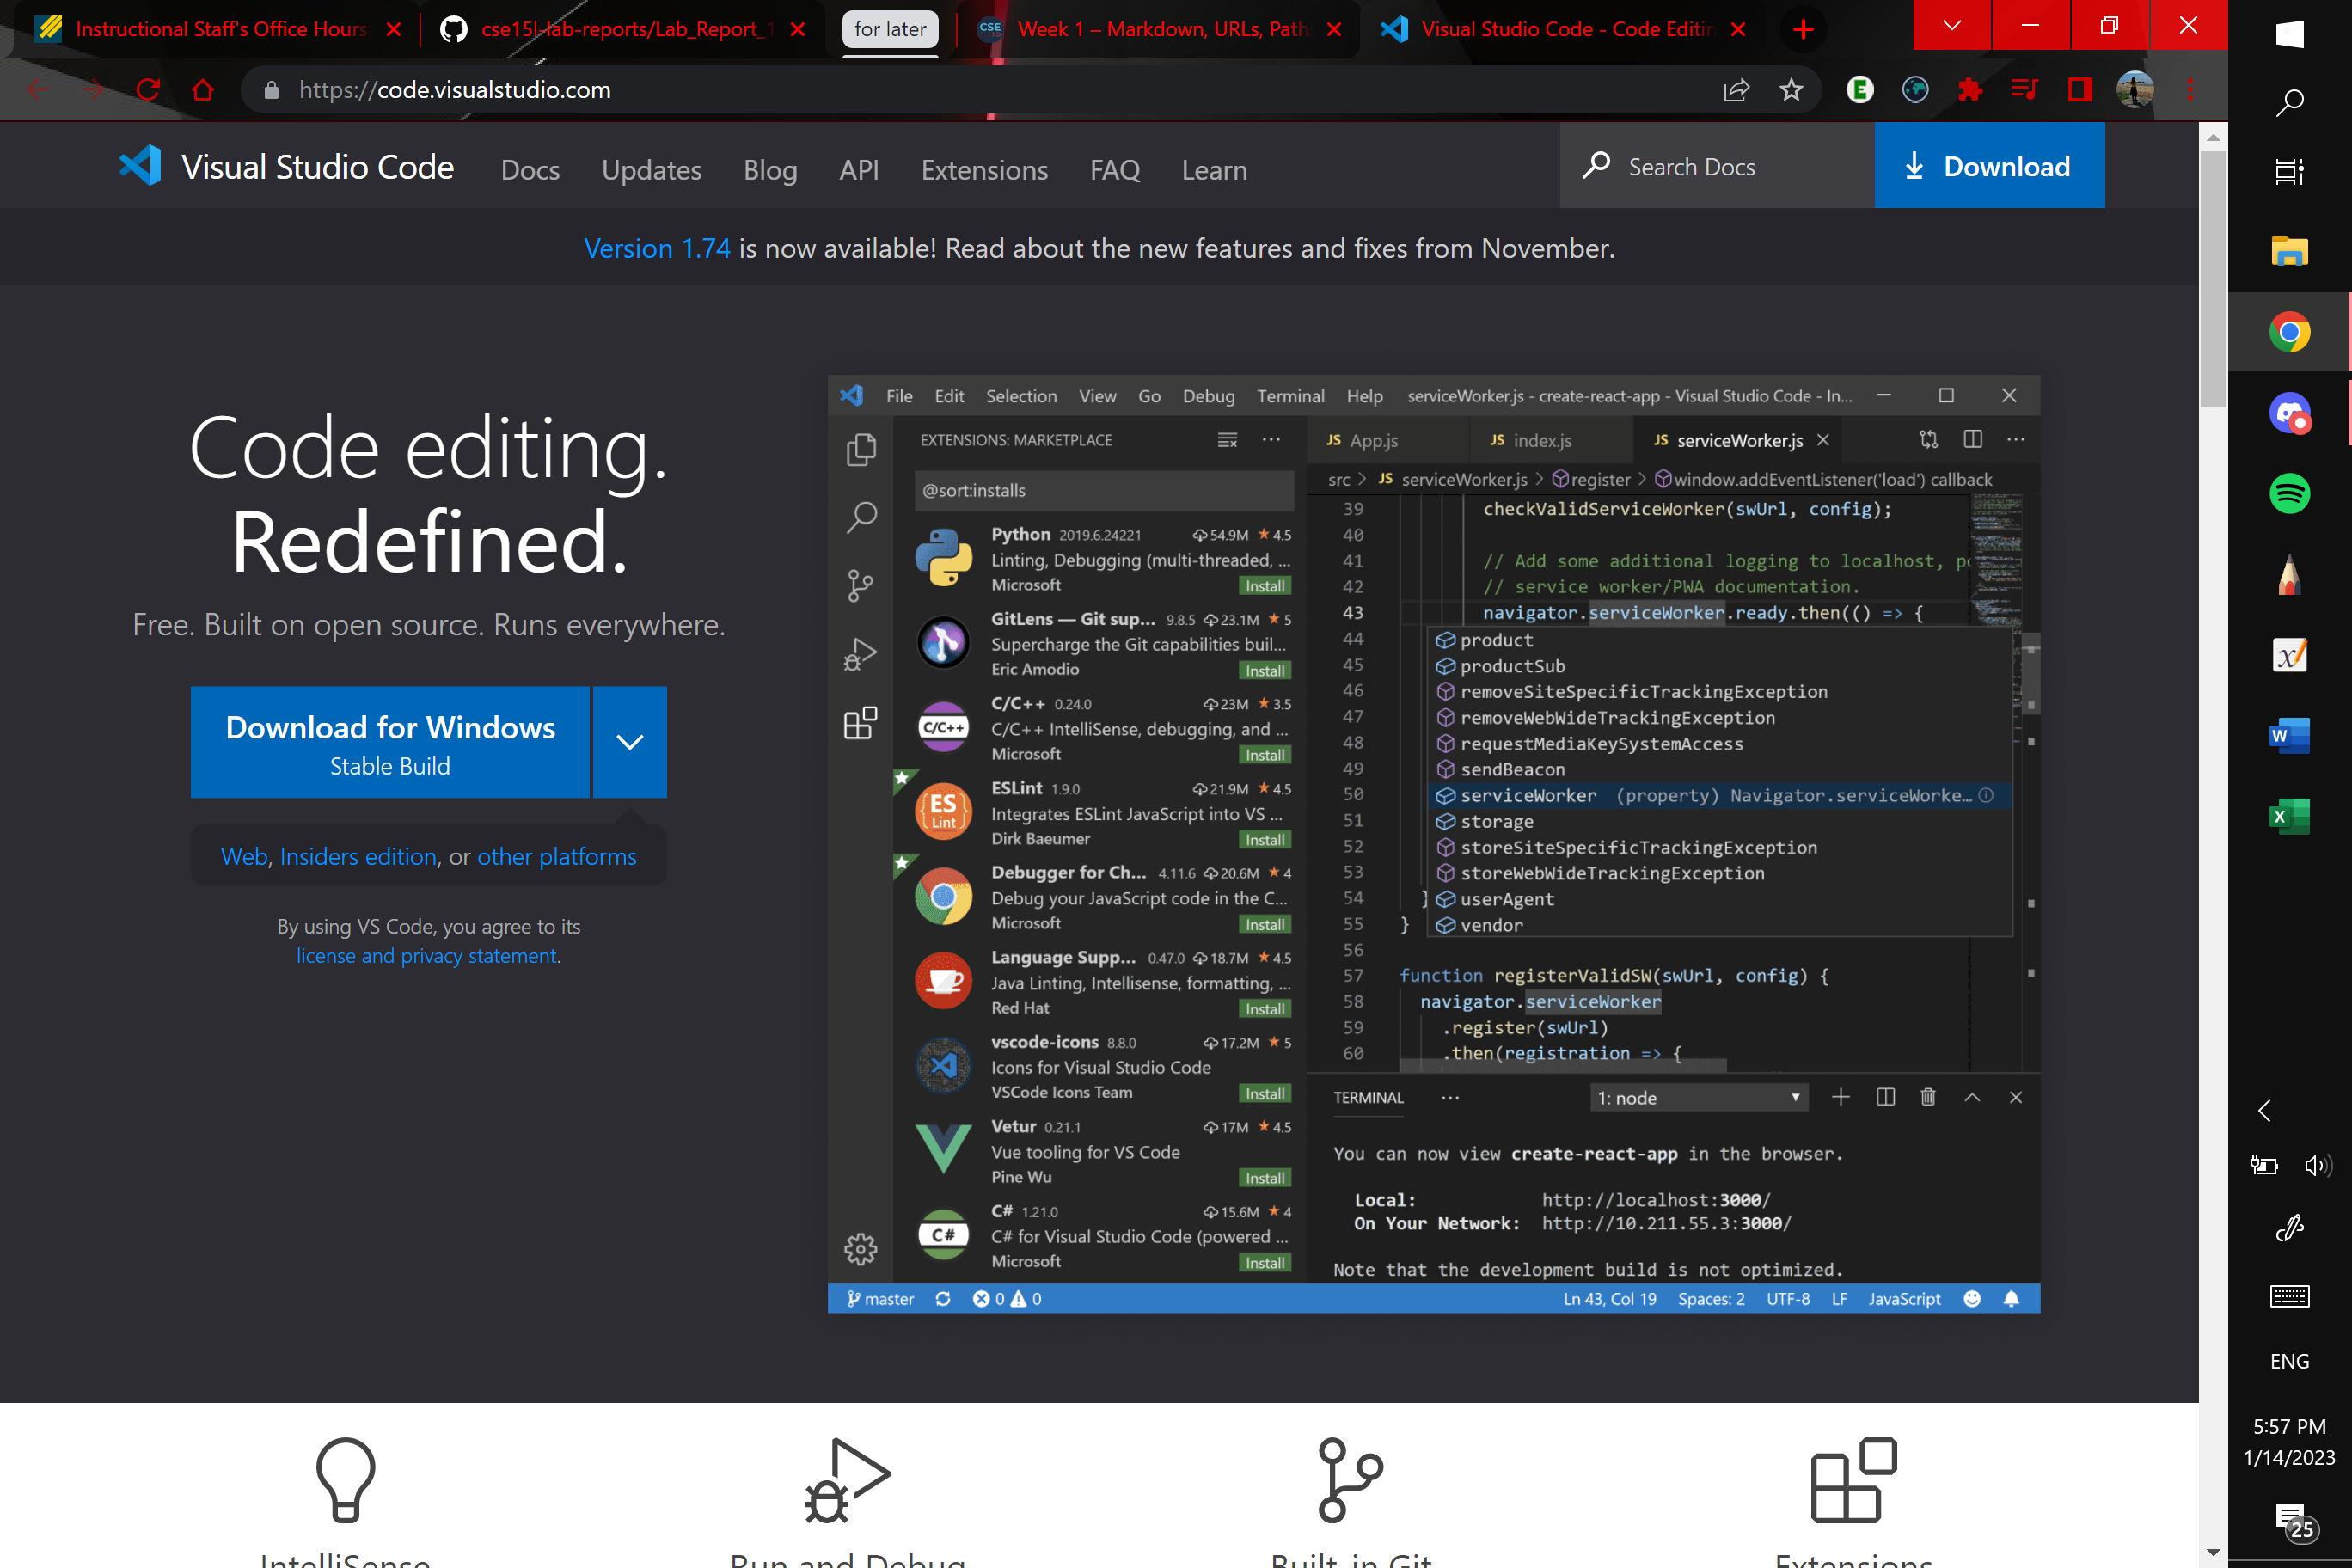 Instructional Staff's Office Hours
cse15l-lab-reports/Lab_Report_1
for later
CSE
Week 1 – Markdown, URLs, Path
Visual Studio Code - Code Editin
https://code.visualstudio.com
Visual Studio Code
Docs
Updates
Blog
API
Extensions
FAQ
Learn
Search Docs
Download
Version 1.74 is now available! Read about the new features and fixes from November.
Code editing.
Redefined.
Free. Built on open source. Runs everywhere.
Download for Windows
Stable Build
Web, Insiders edition, or other platforms
By using VS Code, you agree to its
license and privacy statement.
File Edit Selection View Go Debug Terminal Help serviceWorker.js - create-react-app - Visual Studio Code - In...
EXTENSIONS: MARKETPLACE
@sort:installs
Python 2019.6.24221 54.9M 4.5
Linting, Debugging (multi-threaded, ...
Microsoft Install
GitLens — Git sup... 9.8.5 23.1M 5
Supercharge the Git capabilities buil...
Eric Amodio Install
C/C++
C/C++ 0.24.0 23M 3.5
C/C++ IntelliSense, debugging, and ...
Microsoft Install
ES
Lint
ESLint 1.9.0 21.9M 4.5
Integrates ESLint JavaScript into VS ...
Dirk Baeumer Install
Debugger for Ch... 4.11.6 20.6M 4
Debug your JavaScript code in the C...
Microsoft Install
Language Supp... 0.47.0 18.7M 4.5
Java Linting, Intellisense, formatting, ...
Red Hat Install
vscode-icons 8.8.0 17.2M 5
Icons for Visual Studio Code
VSCode Icons Team Install
Vetur 0.21.1 17M 4.5
Vue tooling for VS Code
Pine Wu Install
C#
C# 1.21.0 15.6M 4
C# for Visual Studio Code (powered ...
Microsoft Install
JS App.js JS index.js JS serviceWorker.js
src > JS serviceWorker.js > register > window.addEventListener('load') callback
39 checkValidServiceWorker(swUrl, config);
40
41 // Add some additional logging to localhost, po
42 // service worker/PWA documentation.
43 navigator.serviceWorker.ready.then(() => {
44 product
45 productSub
46 removeSiteSpecificTrackingException
47 removeWebWideTrackingException
48 requestMediaKeySystemAccess
49 sendBeacon
50 serviceWorker (property) Navigator.serviceWorke...
51 storage
52 storeSiteSpecificTrackingException
53 storeWebWideTrackingException
54 } userAgent
55 } vendor
56
57 function registerValidSW(swUrl, config) {
58 navigator.serviceWorker
59 .register(swUrl)
60 .then(registration => {
TERMINAL ... 1: node
You can now view create-react-app in the browser.
Local: http://localhost:3000/
On Your Network: http://10.211.55.3:3000/
Note that the development build is not optimized.
master 0 0 Ln 43, Col 19 Spaces: 2 UTF-8 LF JavaScript
IntelliSense
Run and Debug
Built-in Git
Extensions
ENG
5:57 PM
1/14/2023
25